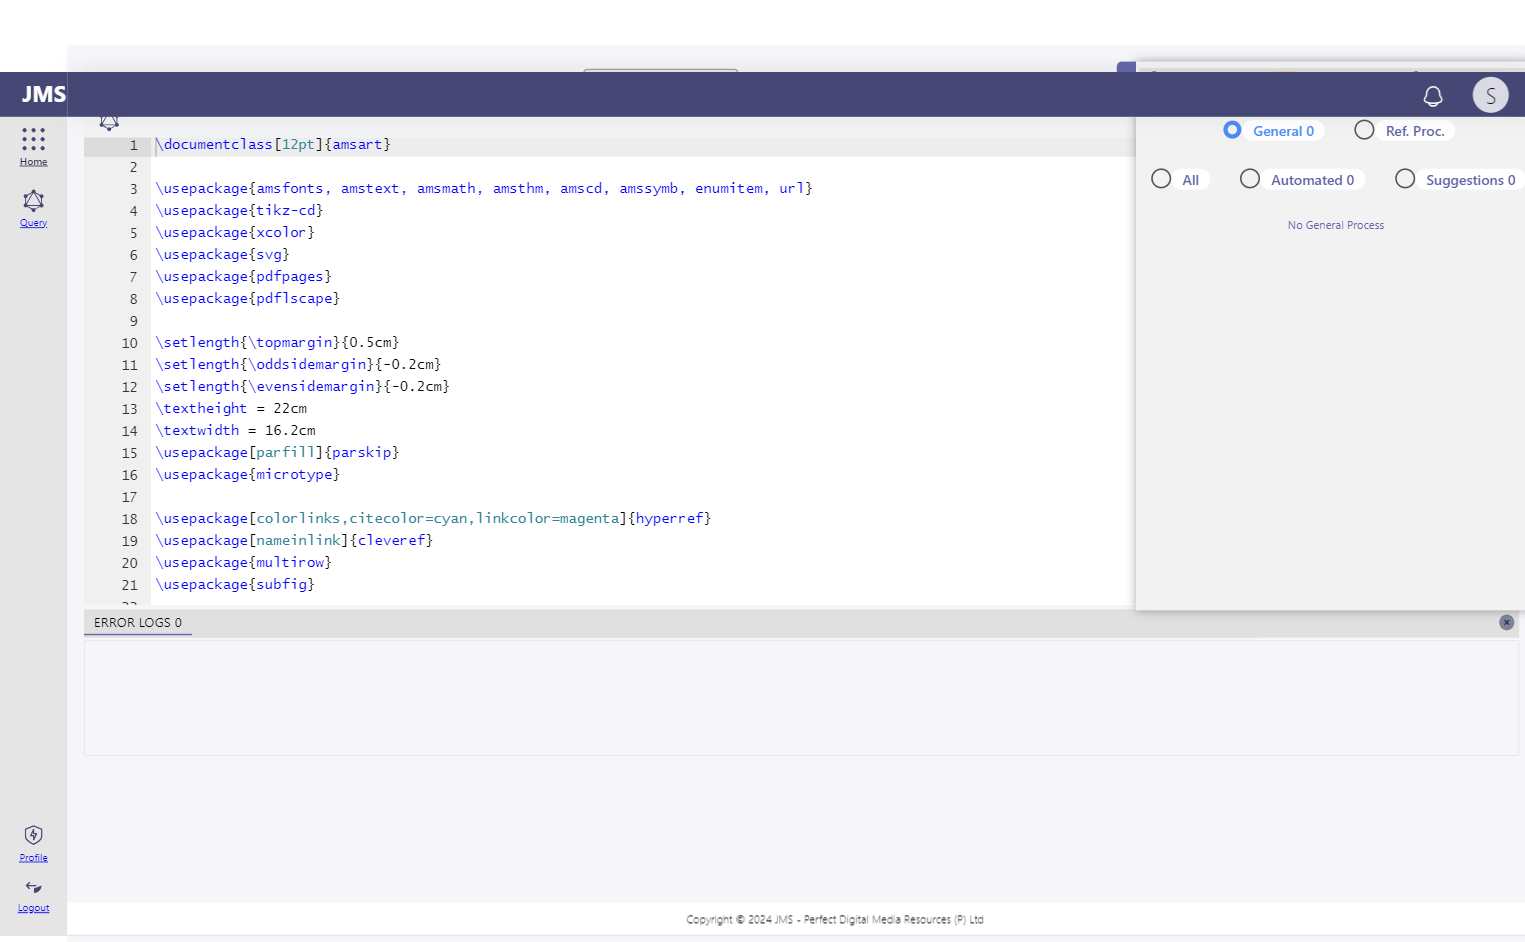 JMS
S
Home
Query
Profile
Logout
1 \documentclass[12pt]{amsart}
2
3 \usepackage{amsfonts, amstext, amsmath, amsthm, amscd, amssymb, enumitem, url}
4 \usepackage{tikz-cd}
5 \usepackage{xcolor}
6 \usepackage{svg}
7 \usepackage{pdfpages}
8 \usepackage{pdflscape}
9
10 \setlength{\topmargin}{0.5cm}
11 \setlength{\oddsidemargin}{-0.2cm}
12 \setlength{\evensidemargin}{-0.2cm}
13 \textheight = 22cm
14 \textwidth = 16.2cm
15 \usepackage[parfill]{parskip}
16 \usepackage{microtype}
17
18 \usepackage[colorlinks,citecolor=cyan,linkcolor=magenta]{hyperref}
19 \usepackage[nameinlink]{cleveref}
20 \usepackage{multirow}
21 \usepackage{subfig}
General 0 Ref. Proc.
All Automated 0 Suggestions 0
No General Process
ERROR LOGS 0
Copyright © 2024 JMS - Perfect Digital Media Resources (P) Ltd